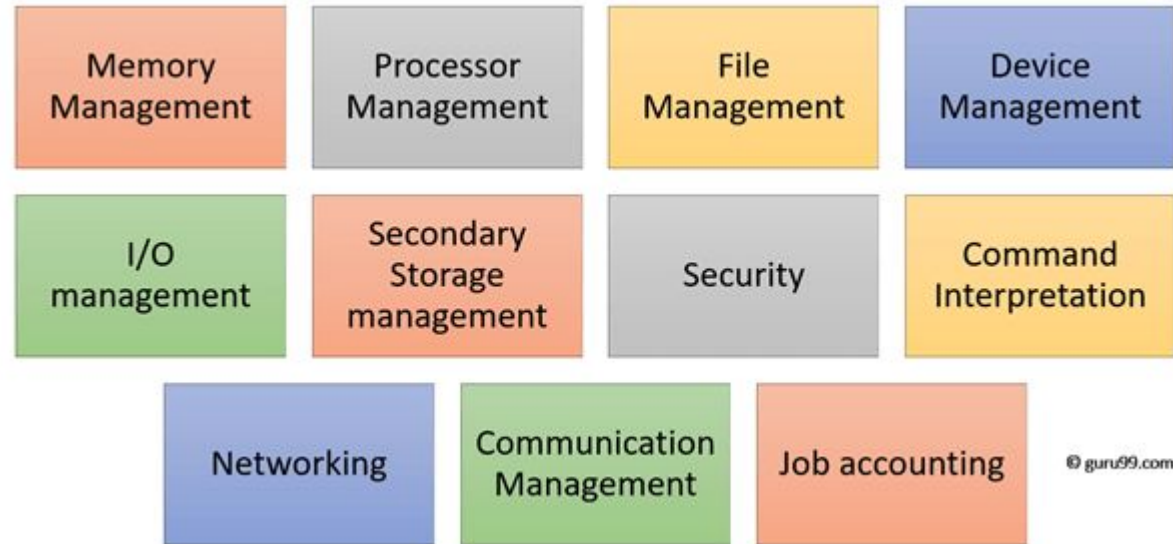 Memory
Management
Processor
Management
File
Management
Device
Management
I/O
management
Secondary
Storage
management
Security
Command
Interpretation
Networking
Communication
Management
Job accounting
© guru99.com